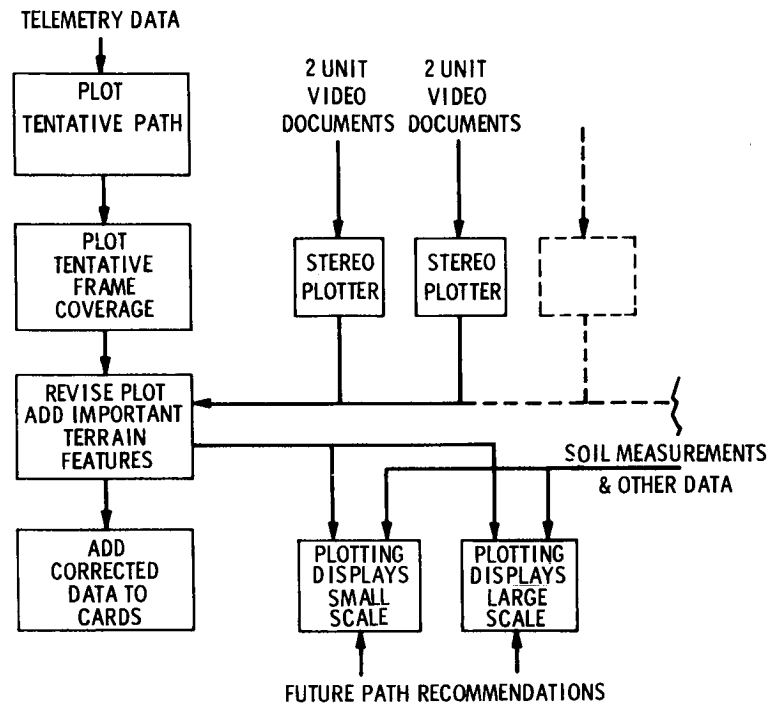 TELEMETRY DATA
PLOT
TENTATIVE PATH
2 UNIT
VIDEO
DOCUMENTS
2 UNIT
VIDEO
DOCUMENTS
PLOT
TENTATIVE
FRAME
COVERAGE
STEREO
PLOTTER
STEREO
PLOTTER
REVISE PLOT
ADD IMPORTANT
TERRAIN
FEATURES
SOIL MEASUREMENTS
& OTHER DATA
ADD
CORRECTED
DATA TO
CARDS
PLOTTING
DISPLAYS
SMALL
SCALE
PLOTTING
DISPLAYS
LARGE
SCALE
FUTURE PATH RECOMMENDATIONS